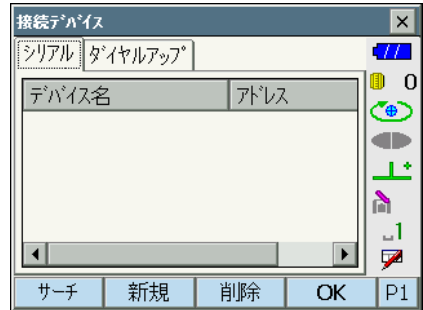 接続ﾃﾞﾊﾞｲｽ
ｼﾘｱﾙ ﾀﾞｲﾔﾙｱｯﾌﾟ
0
デバイス名 ｱﾄﾞﾚｽ
1
サーチ 新規 削除 OK P1